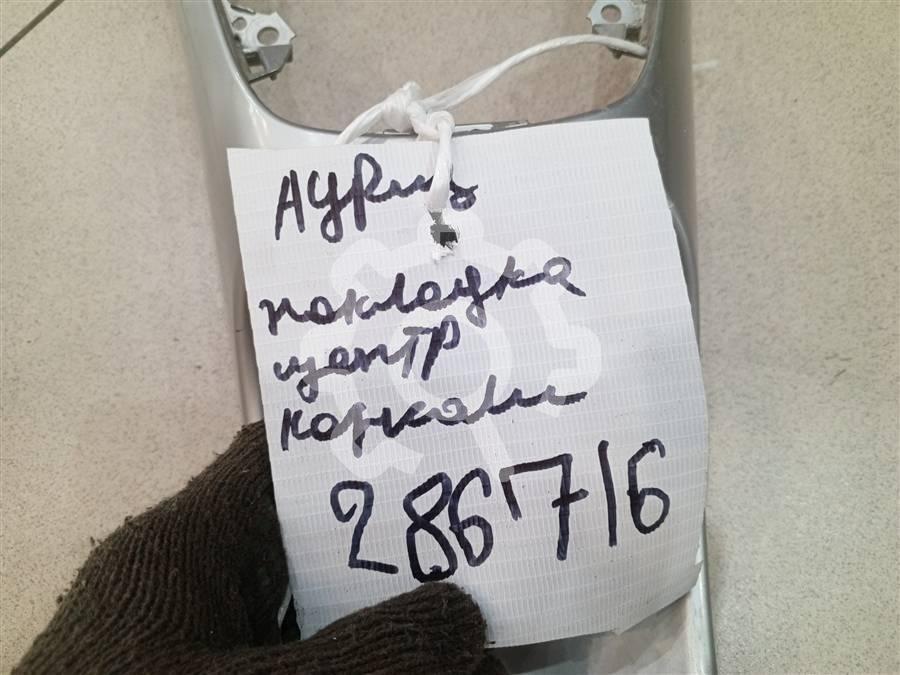 Аурис
накладка
центр
консоли
286716